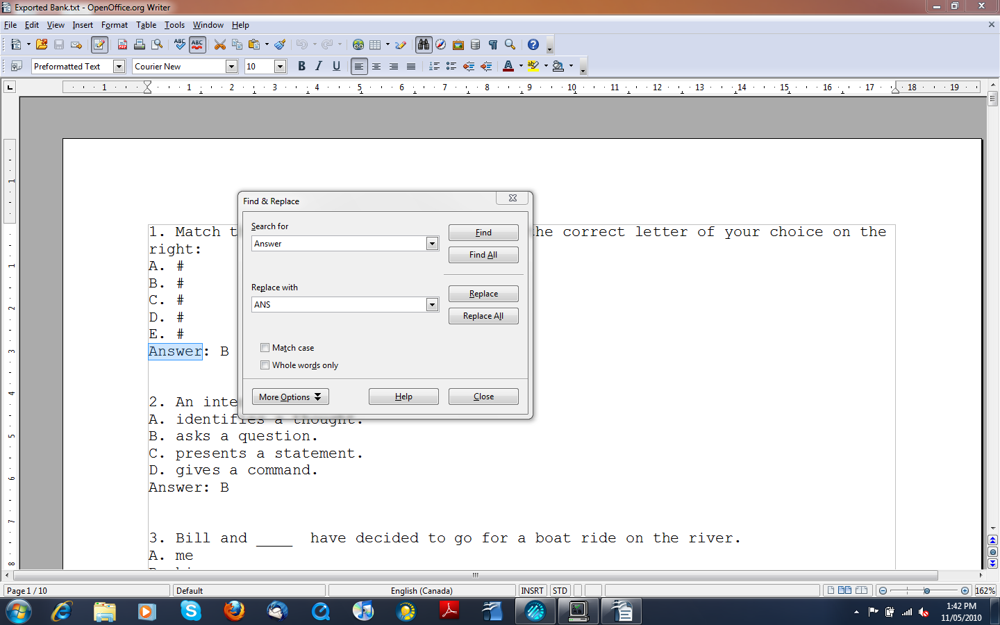 Exported Bank.txt - OpenOffice.org Writer
File Edit View Insert Format Table Tools Window Help
Preformatted Text Courier New 10
1 1 2 3 4 5 6 7 8 9 10 11 12 13 14 15 16 17 18 19
Find & Replace
Search for
Answer
Find
Find All
Replace with
ANS
Replace
Replace All
Match case
Whole words only
More Options Help Close
1. Match t he correct letter of your choice on the
right:
A. #
B. #
C. #
D. #
E. #
Answer: B
2. An inte
A. identifies a thought.
B. asks a question.
C. presents a statement.
D. gives a command.
Answer: B
3. Bill and ____ have decided to go for a boat ride on the river.
A. me
Page 1 / 10 Default English (Canada) INSRT STD 162%
1:42 PM
11/05/2010